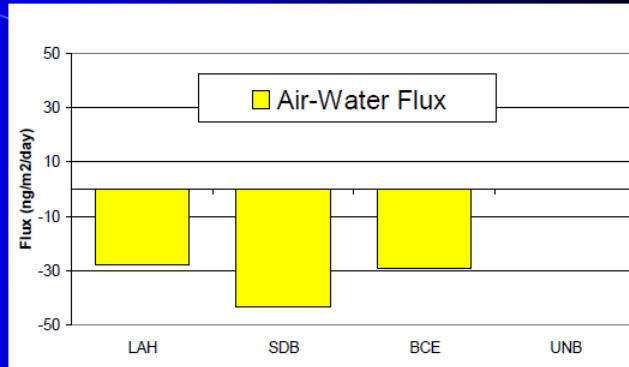 50
Air-Water Flux
30
10
-10
-30
-50
Flux (ng/m2/day)
LAH SDB BCE UNB